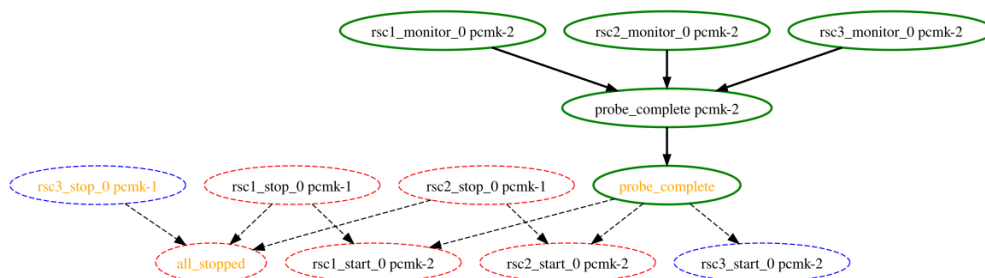 rsc1_monitor_0 pcmk-2
rsc2_monitor_0 pcmk-2
rsc3_monitor_0 pcmk-2
probe_complete pcmk-2
rsc3_stop_0 pcmk-1
rsc1_stop_0 pcmk-1
rsc2_stop_0 pcmk-1
probe_complete
all_stopped
rsc1_start_0 pcmk-2
rsc2_start_0 pcmk-2
rsc3_start_0 pcmk-2